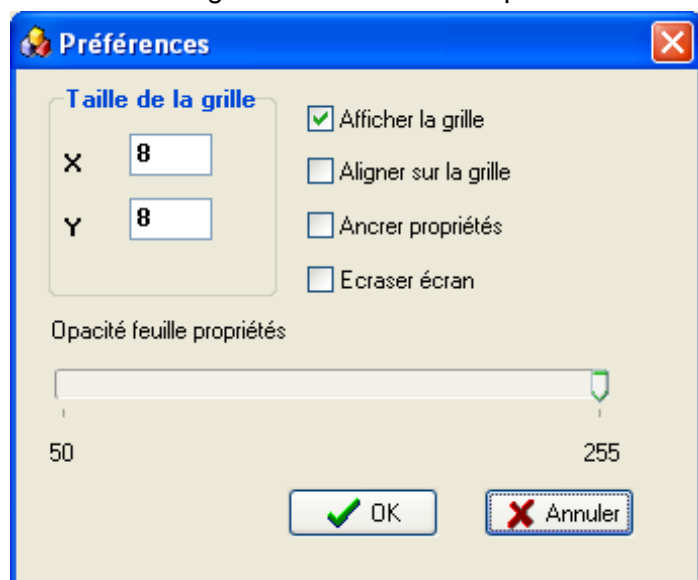 Préférences
Taille de la grille
X 8
Y 8
Afficher la grille
Aligner sur la grille
Ancrer propriétés
Ecraser écran
Opacité feuille propriétés
50 255
OK Annuler